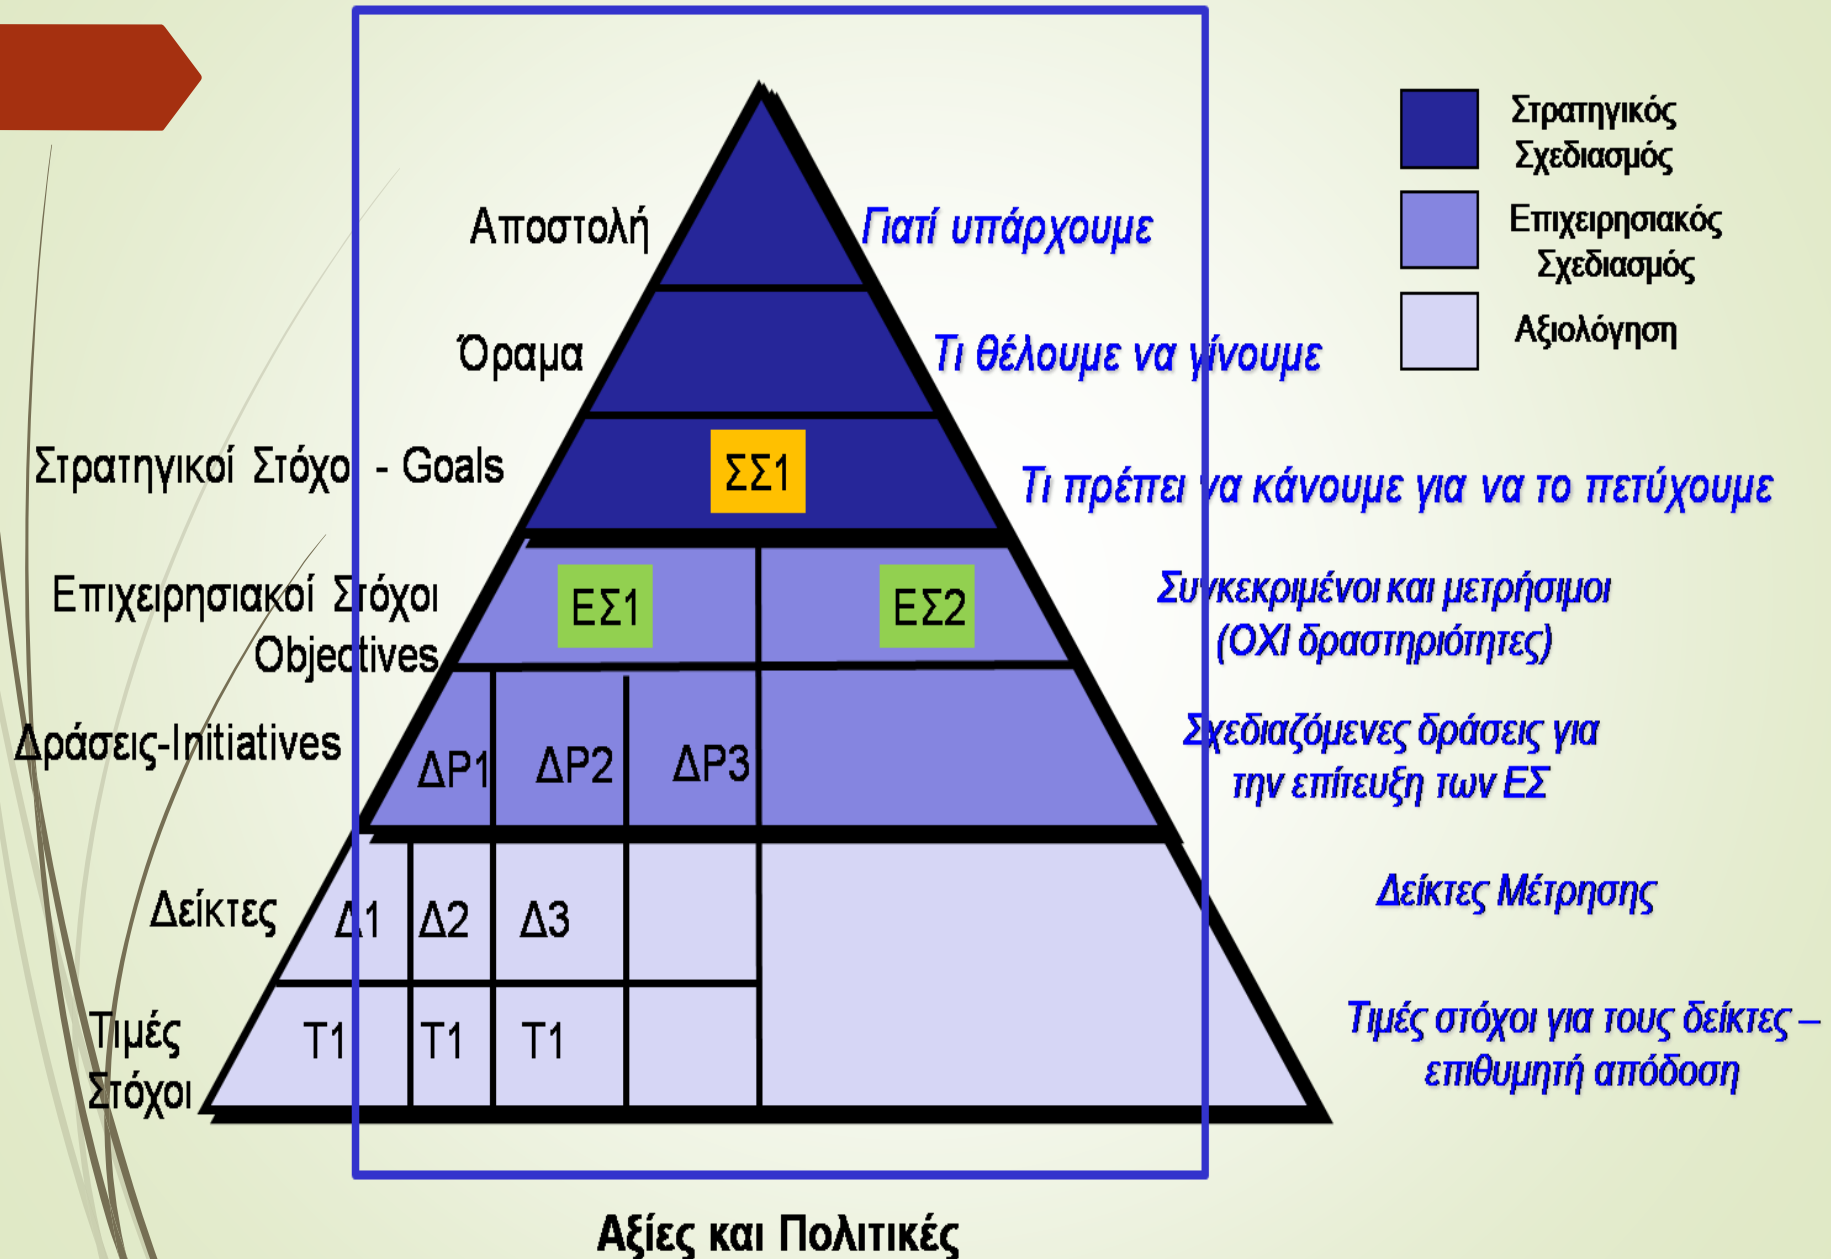 Αποστολή
Γιατί υπάρχουμε
Όραμα
Τι θέλουμε να γίνουμε
Στρατηγικοί Στόχο - Goals
ΣΣ1
Τι πρέπει να κάνουμε για να το πετύχουμε
Επιχειρησιακοί Στόχοι
Objectives
ΕΣ1
ΕΣ2
Συγκεκριμένοι και μετρήσιμοι
(ΟΧΙ δραστηριότητες)
Δράσεις-Initiatives
ΔΡ1
ΔΡ2
ΔΡ3
Σχεδιαζόμενες δράσεις για
την επίτευξη των ΕΣ
Δείκτες
Δ1
Δ2
Δ3
Δείκτες Μέτρησης
Τιμές
Στόχοι
Τ1
Τ1
Τ1
Τιμές στόχοι για τους δείκτες –
επιθυμητή απόδοση
Στρατηγικός
Σχεδιασμός
Επιχειρησιακός
Σχεδιασμός
Αξιολόγηση
Αξίες και Πολιτικές